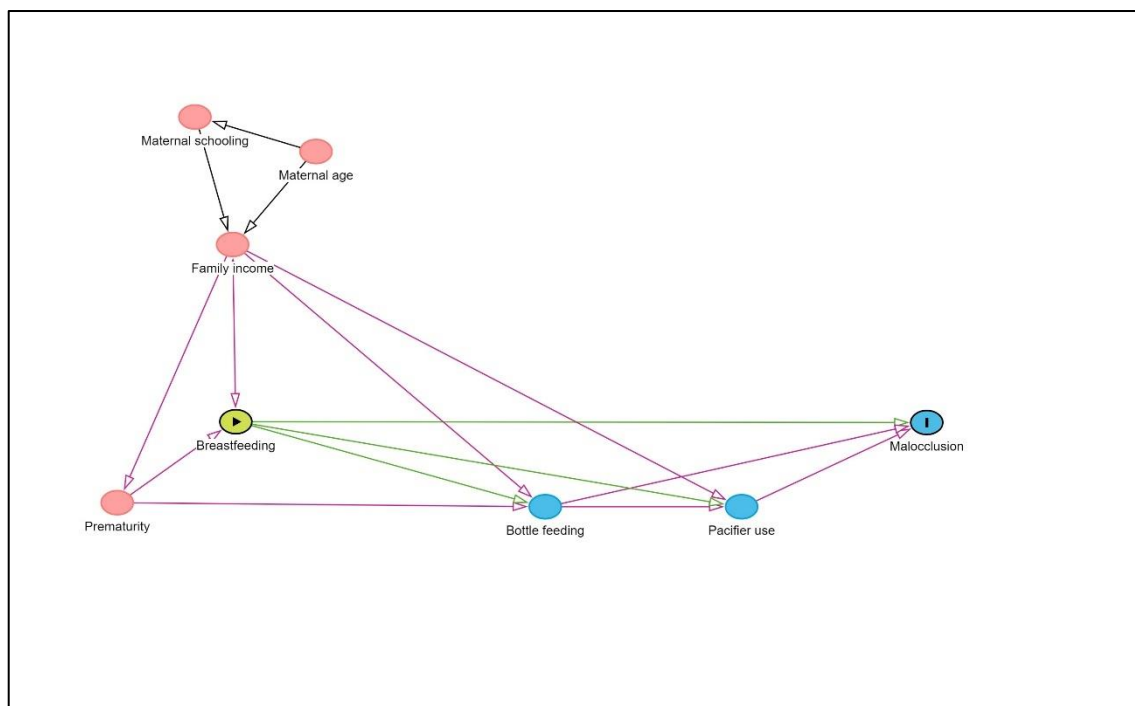 Maternal schooling
Maternal age
Family income
Breastfeeding
Malocclusion
Prematurity
Bottle feeding
Pacifier use